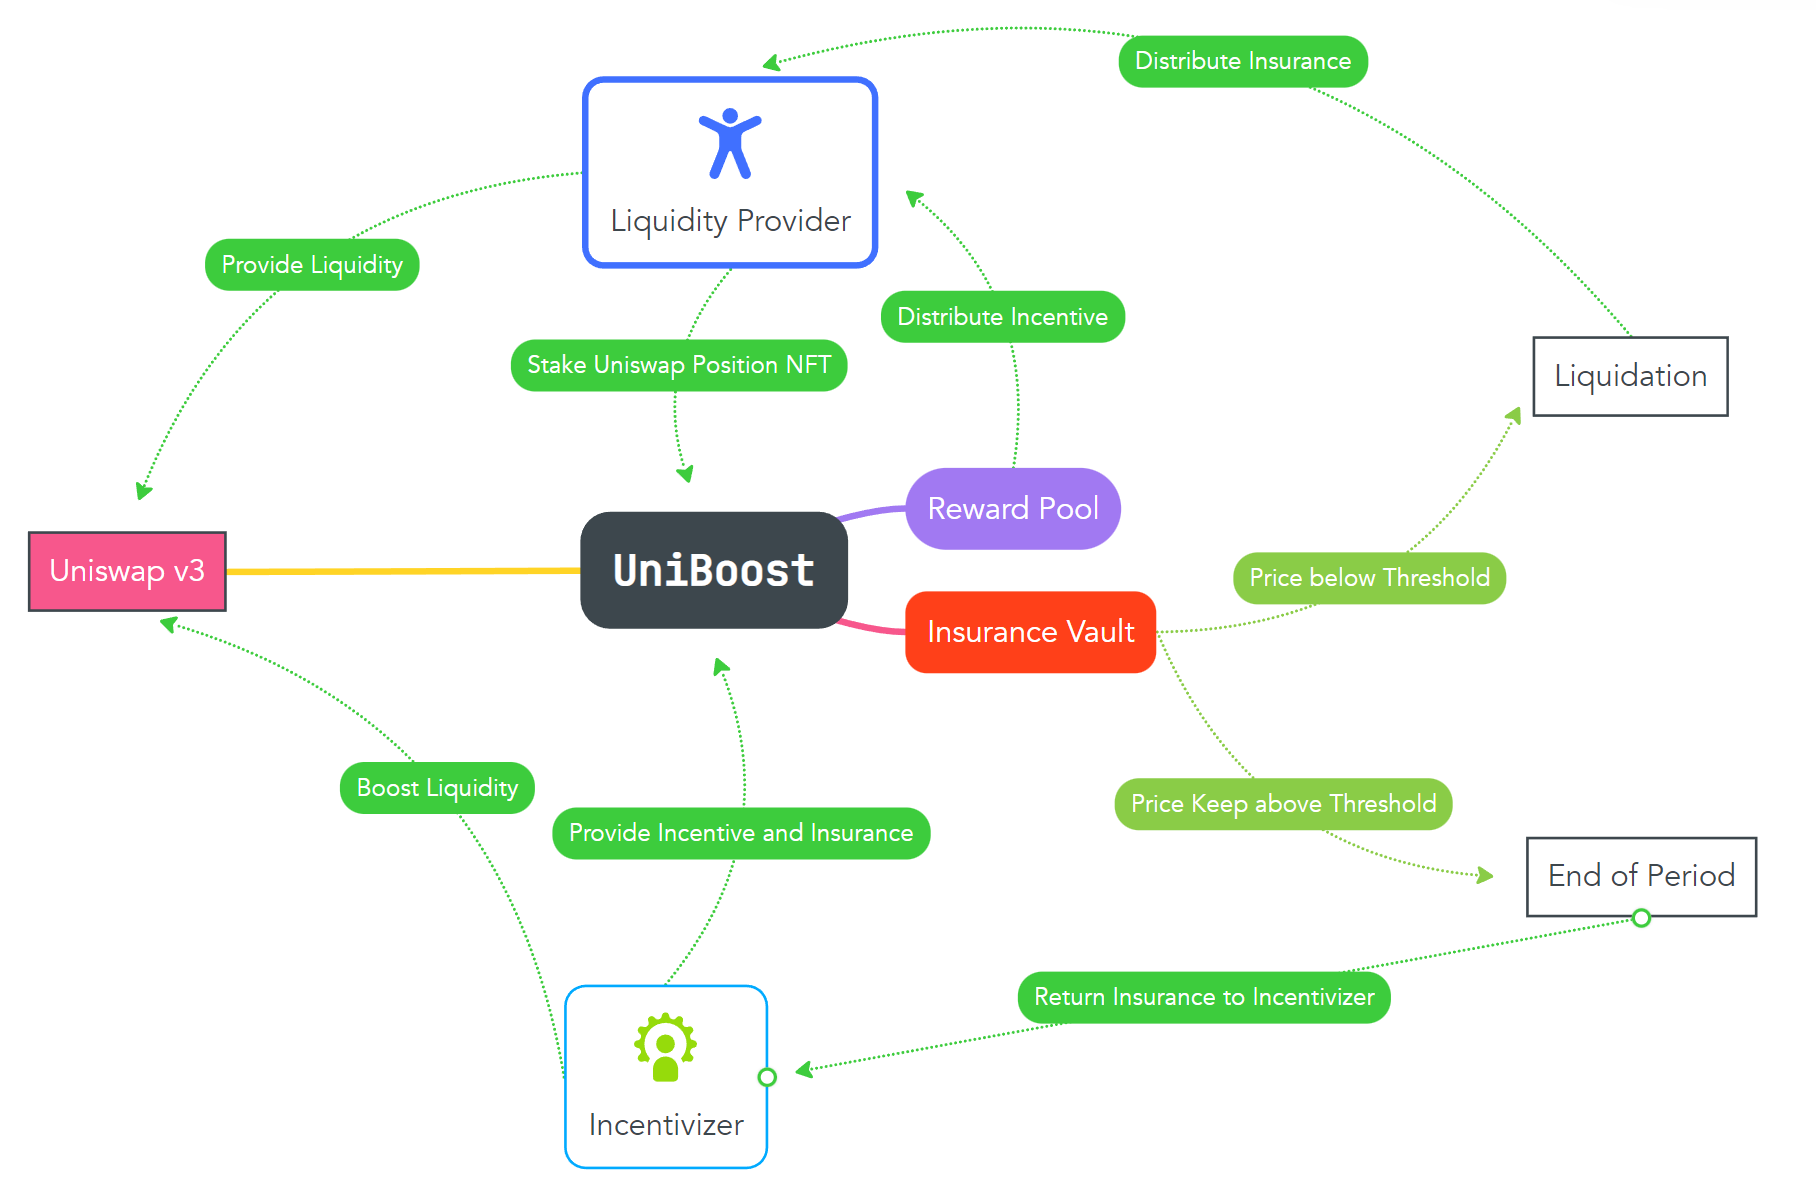 Distribute Insurance
Liquidity Provider
Provide Liquidity
Distribute Incentive
Stake Uniswap Position NFT
Liquidation
Reward Pool
Uniswap v3
UniBoost
Price below Threshold
Insurance Vault
Boost Liquidity
Price Keep above Threshold
Provide Incentive and Insurance
End of Period
Return Insurance to Incentivizer
Incentivizer